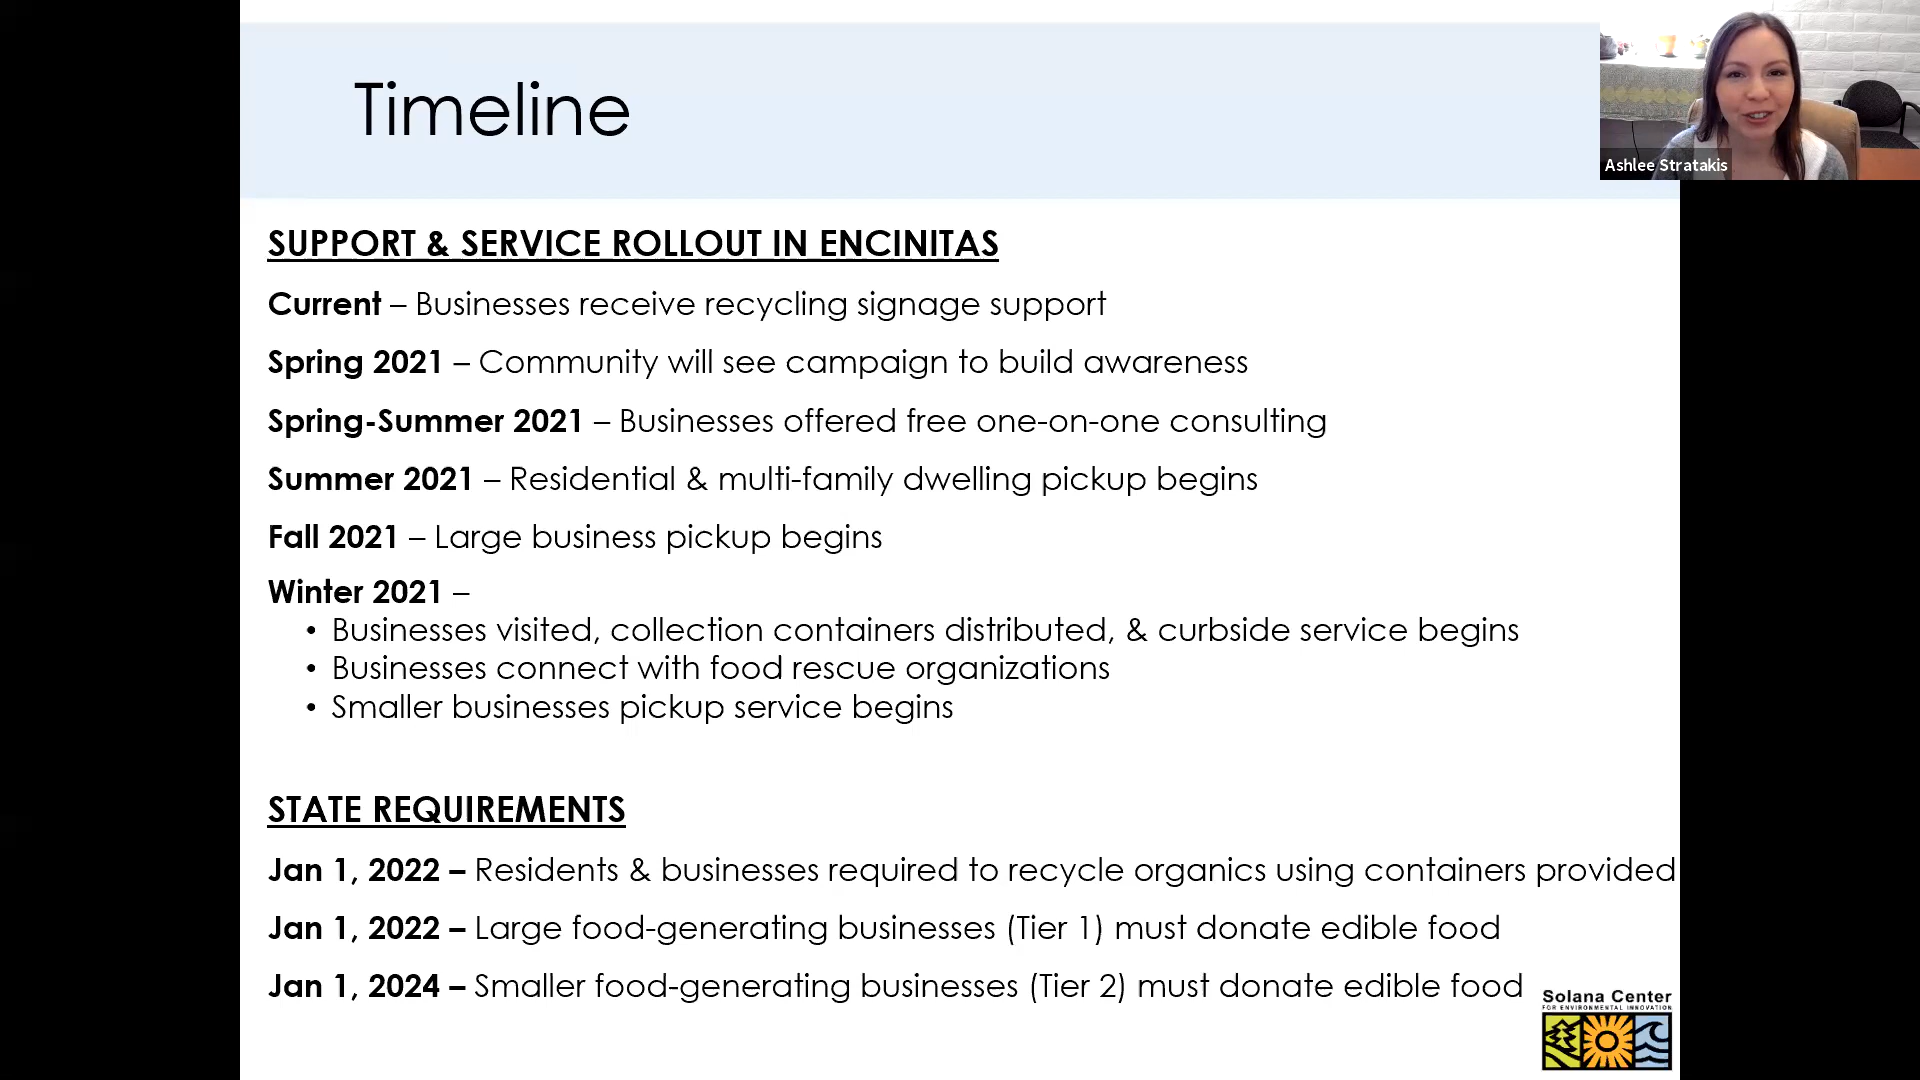 Timeline
Ashlee Stratakis
SUPPORT & SERVICE ROLLOUT IN ENCINITAS
Current – Businesses receive recycling signage support
Spring 2021 – Community will see campaign to build awareness
Spring-Summer 2021 – Businesses offered free one-on-one consulting
Summer 2021 – Residential & multi-family dwelling pickup begins
Fall 2021 – Large business pickup begins
Winter 2021 –
• Businesses visited, collection containers distributed, & curbside service begins
• Businesses connect with food rescue organizations
• Smaller businesses pickup service begins
STATE REQUIREMENTS
Jan 1, 2022 – Residents & businesses required to recycle organics using containers provided
Jan 1, 2022 – Large food-generating businesses (Tier 1) must donate edible food
Jan 1, 2024 – Smaller food-generating businesses (Tier 2) must donate edible food
Solana Center
FOR ENVIRONMENTAL INNOVATION